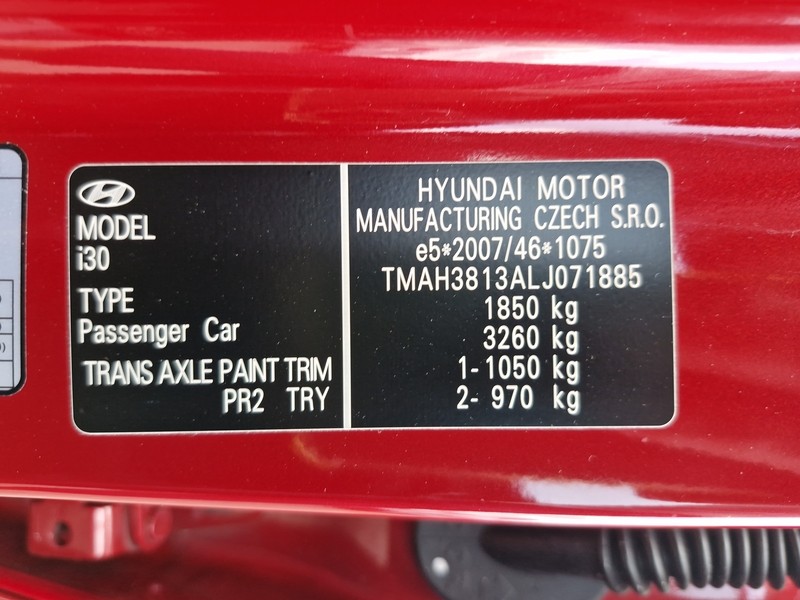 MODEL
i30
TYPE
Passenger Car
TRANS AXLE PAINT TRIM
PR2 TRY
HYUNDAI MOTOR
MANUFACTURING CZECH S.R.O.
e5*2007/46*1075
TMAH3813ALJ071885
1850 kg
3260 kg
1- 1050 kg
2- 970 kg